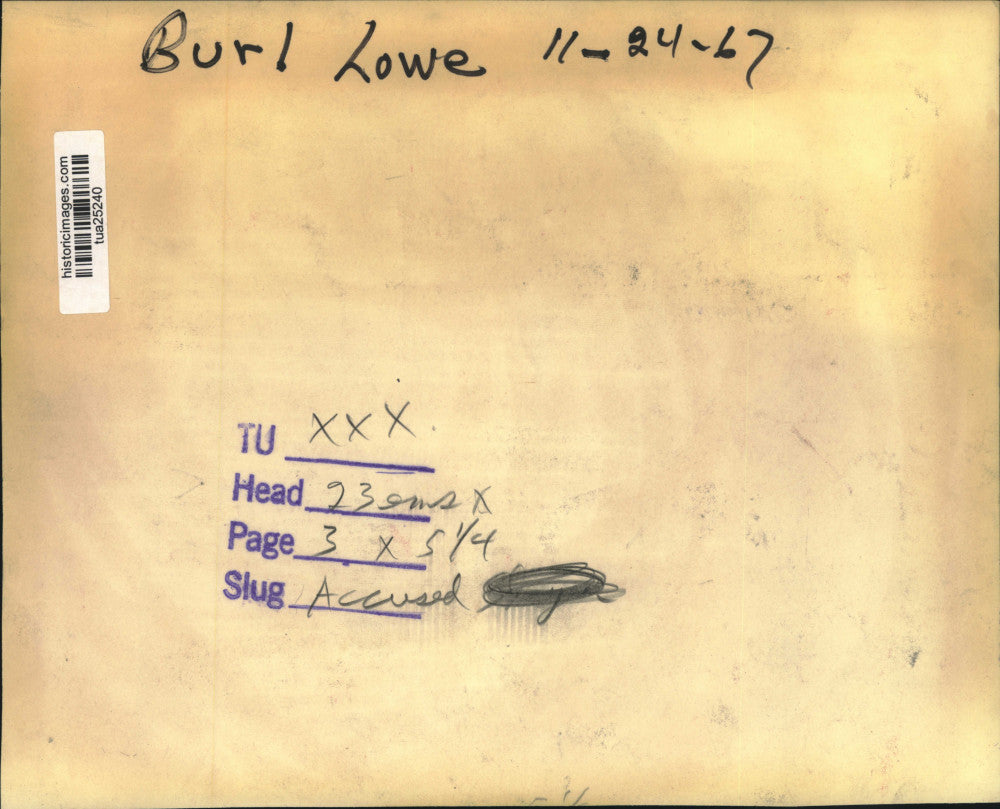 Burl Lowe 11-24-67
historicimages.com
tua25240
TU XXX
Head 23 ems X
Page 3 x 5 1/4
Slug Accused